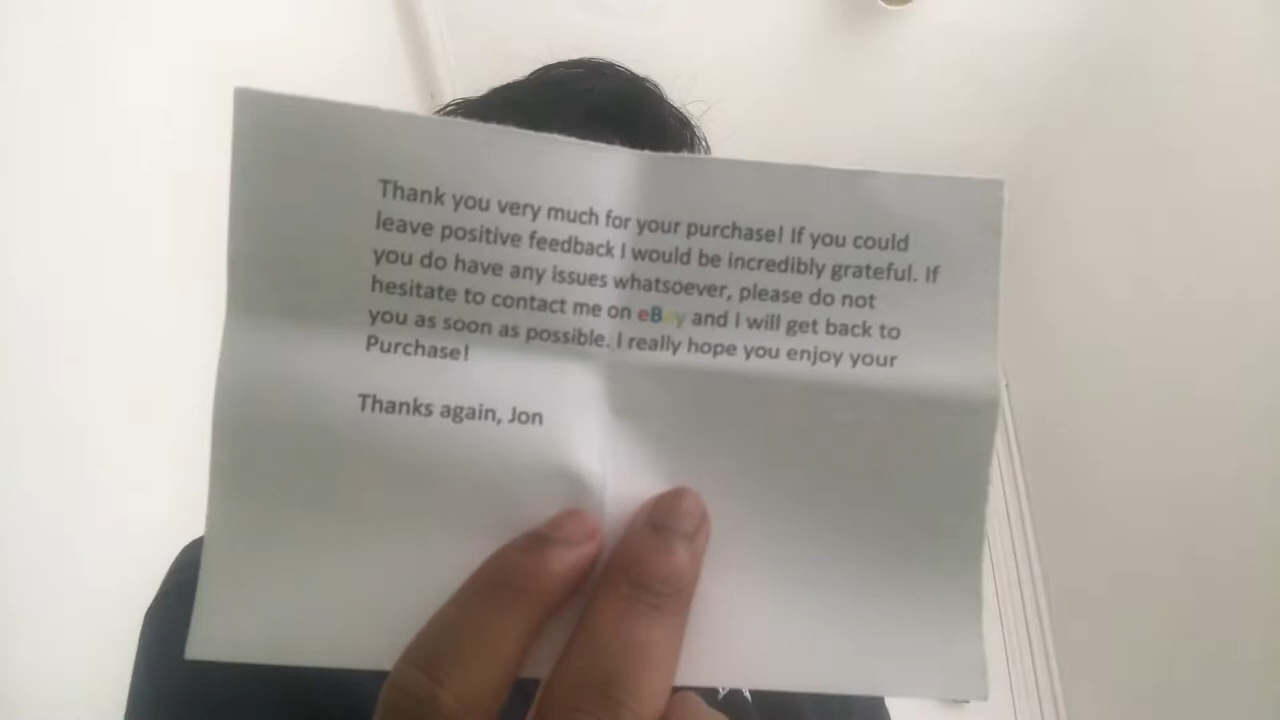 Thank you very much for your purchase! If you could
leave positive feedback I would be incredibly grateful. If
you do have any issues whatsoever, please do not
hesitate to contact me on eBay and I will get back to
you as soon as possible. I really hope you enjoy your
Purchase!
Thanks again, Jon